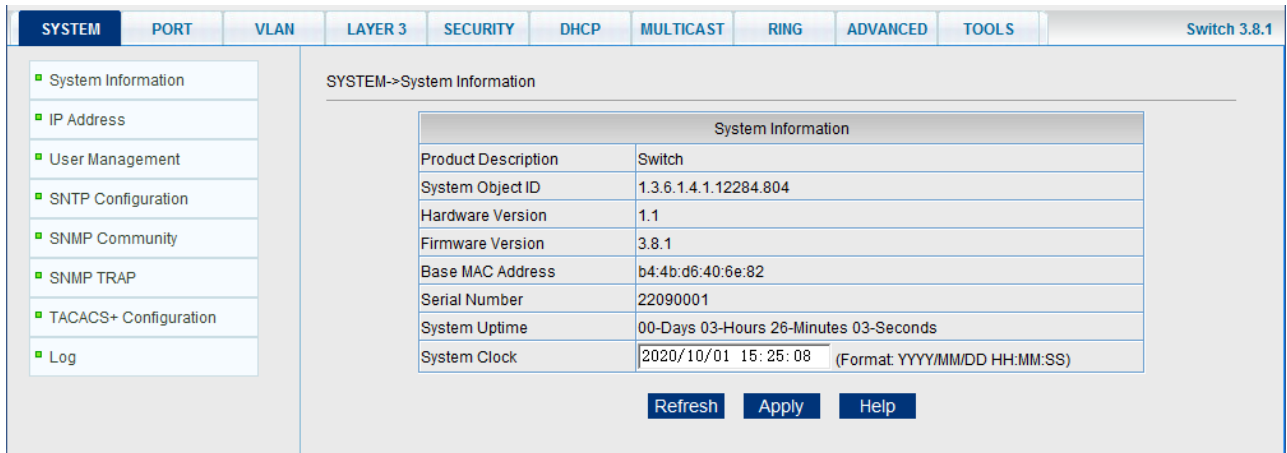 SYSTEM PORT VLAN LAYER 3 SECURITY DHCP MULTICAST RING ADVANCED TOOLS Switch 3.8.1
System Information
IP Address
User Management
SNTP Configuration
SNMP Community
SNMP TRAP
TACACS+ Configuration
Log
SYSTEM->System Information
System Information
Product Description Switch
System Object ID 1.3.6.1.4.1.12284.804
Hardware Version 1.1
Firmware Version 3.8.1
Base MAC Address b4:4b:d6:40:6e:82
Serial Number 22090001
System Uptime 00-Days 03-Hours 26-Minutes 03-Seconds
System Clock 2020/10/01 15:25:08 (Format: YYYY/MM/DD HH:MM:SS)
Refresh Apply Help